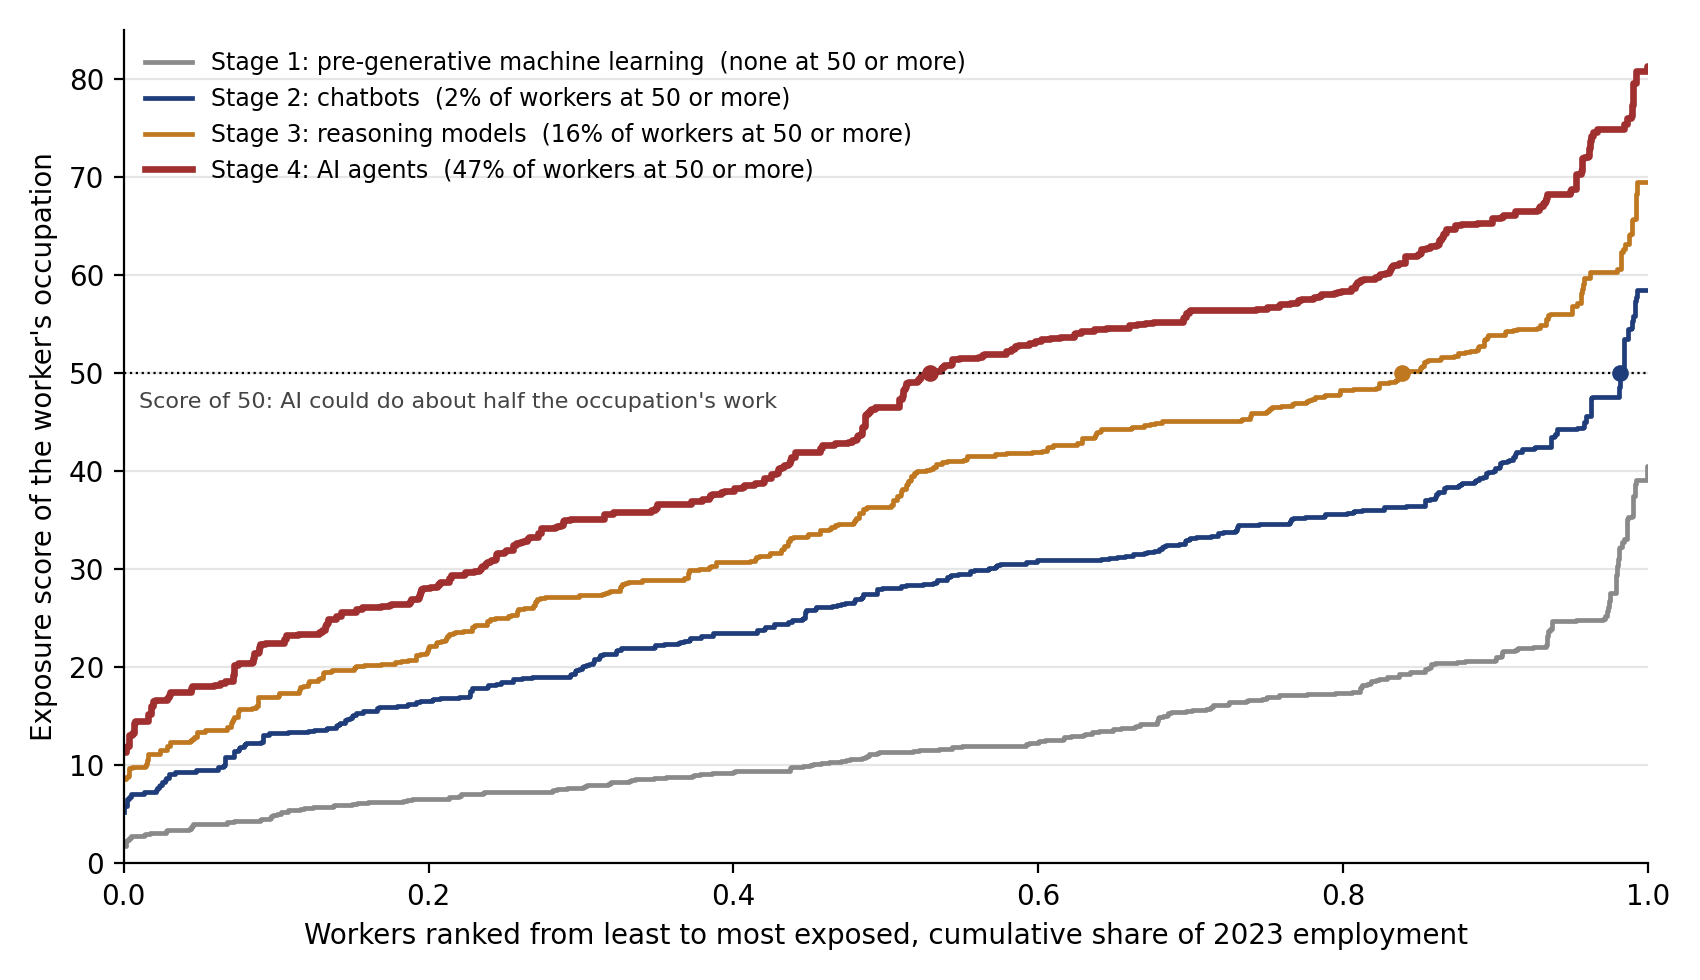 Stage 1: pre-generative machine learning (none at 50 or more)
Stage 2: chatbots (2% of workers at 50 or more)
Stage 3: reasoning models (16% of workers at 50 or more)
Stage 4: AI agents (47% of workers at 50 or more)
80
70
60
50
40
30
20
10
0
Exposure score of the worker's occupation
Score of 50: AI could do about half the occupation's work
0.0 0.2 0.4 0.6 0.8 1.0
Workers ranked from least to most exposed, cumulative share of 2023 employment